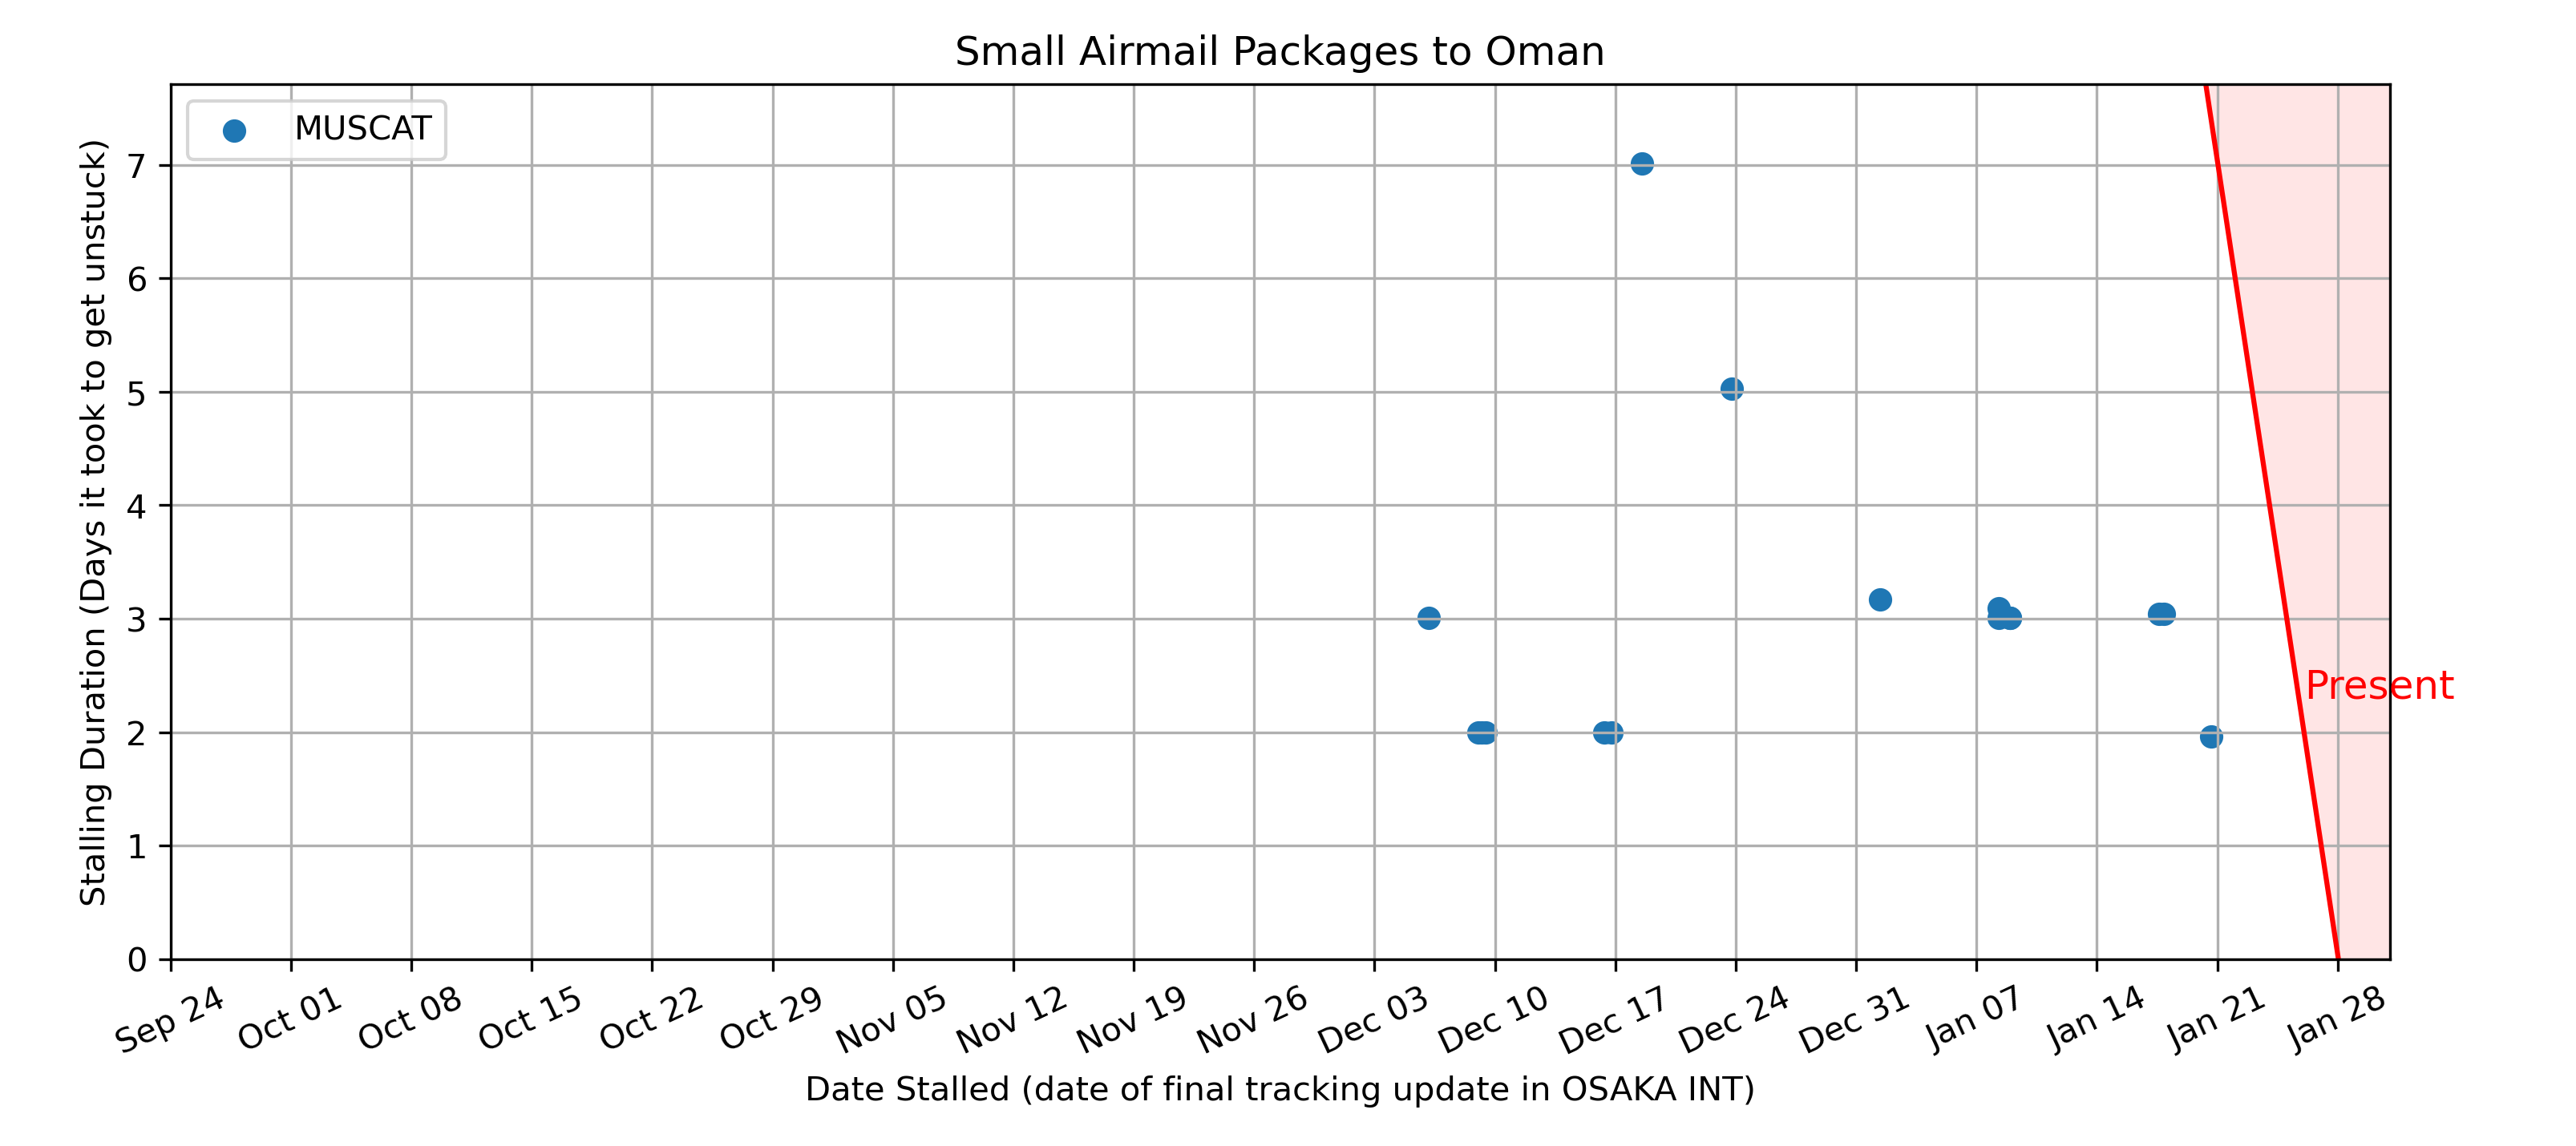 Small Airmail Packages to Oman
MUSCAT
Stalling Duration (Days it took to get unstuck)
7
6
5
4
3
2
1
0
Present
Sep 24
Oct 01
Oct 08
Oct 15
Oct 22
Oct 29
Nov 05
Nov 12
Nov 19
Nov 26
Dec 03
Dec 10
Dec 17
Dec 24
Dec 31
Jan 07
Jan 14
Jan 21
Jan 28
Date Stalled (date of final tracking update in OSAKA INT)